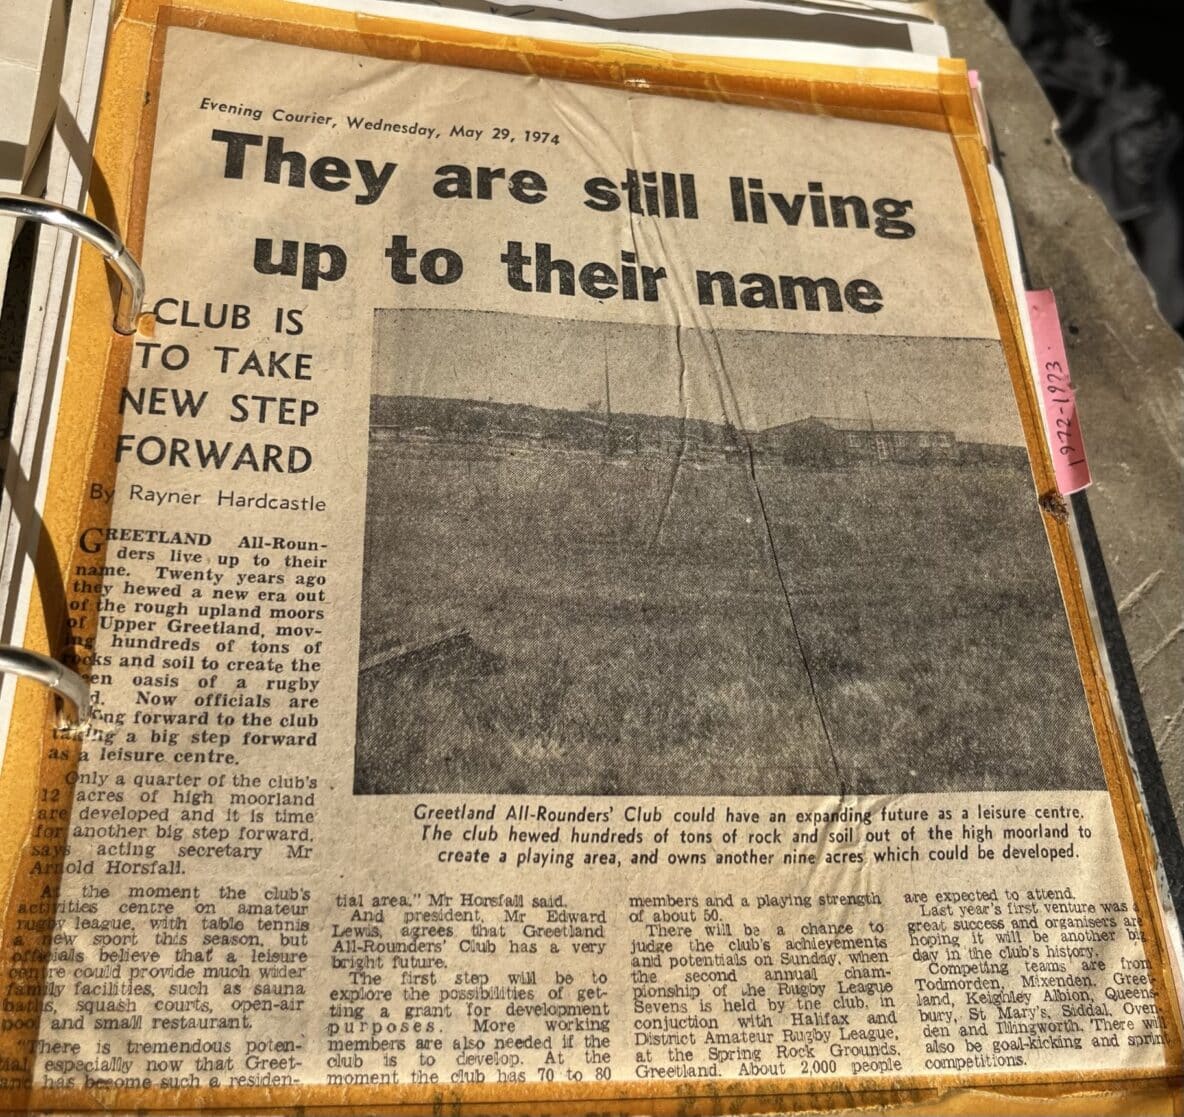 Evening Courier, Wednesday, May 29, 1974
They are still living
up to their name
CLUB IS
TO TAKE
NEW STEP
FORWARD
By Rayner Hardcastle
GREETLAND All-Roun-
ders live up to their
name. Twenty years ago
they hewed a new era out
of the rough upland moors
of Upper Greetland, mov-
ing hundreds of tons of
rocks and soil to create the
een oasis of a rugby
d. Now officials are
king forward to the club
taking a big step forward
as a leisure centre.
Only a quarter of the club's
12 acres of high moorland
are developed and it is time
for another big step forward,
says acting secretary Mr
Arnold Horsfall.
At the moment the club's
activities centre on amateur
rugby league, with table tennis
a new sport this season, but
officials believe that a leisure
centre could provide much wider
family facilities, such as sauna
baths, squash courts, open-air
pool and small restaurant.
"There is tremendous poten-
tial especially now that Greet-
land has become such a residen-
tial area," Mr Horsfall said.
And president, Mr Edward
Lewis, agrees that Greetland
All-Rounders' Club has a very
bright future.
The first step will be to
explore the possibilities of get-
ting a grant for development
purposes. More working
members are also needed if the
club is to develop. At the
moment the club has 70 to 80
members and a playing strength
of about 50.
There will be a chance to
judge the club's achievements
and potentials on Sunday, when
the second annual cham-
pionship of the Rugby League
Sevens is held by the club, in
conjuction with Halifax and
District Amateur Rugby League,
at the Spring Rock Grounds,
Greetland. About 2,000 people
are expected to attend.
Last year's first venture was a
great success and organisers are
hoping it will be another big
day in the club's history.
Competing teams are from
Todmorden, Mixenden, Greet-
land, Keighley Albion, Queens-
bury, St Mary's, Siddal, Oven-
den and Illingworth. There will
also be goal-kicking and sprint
competitions.
Greetland All-Rounders' Club could have an expanding future as a leisure centre.
The club hewed hundreds of tons of rock and soil out of the high moorland to
create a playing area, and owns another nine acres which could be developed.
1972-1973